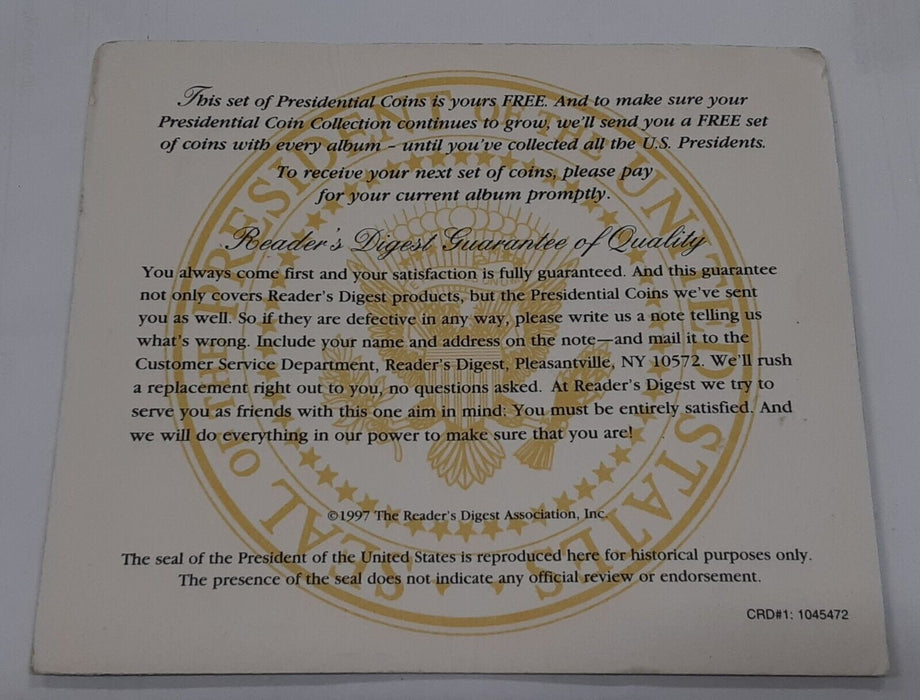 This set of Presidential Coins is yours FREE. And to make sure your
Presidential Coin Collection continues to grow, we'll send you a FREE set
of coins with every album – until you've collected all the U.S. Presidents.
To receive your next set of coins, please pay
for your current album promptly.
Reader's Digest Guarantee of Quality
You always come first and your satisfaction is fully guaranteed. And this guarantee
not only covers Reader's Digest products, but the Presidential Coins we've sent
you as well. So if they are defective in any way, please write us a note telling us
what's wrong. Include your name and address on the note—and mail it to the
Customer Service Department, Reader's Digest, Pleasantville, NY 10572. We'll rush
a replacement right out to you, no questions asked. At Reader's Digest we try to
serve you as friends with this one aim in mind: You must be entirely satisfied. And
we will do everything in our power to make sure that you are!
©1997 The Reader's Digest Association, Inc.
The seal of the President of the United States is reproduced here for historical purposes only.
The presence of the seal does not indicate any official review or endorsement.
CRD#1: 1045472
SEAL OF THE PRESIDENT OF THE UNITED STATES